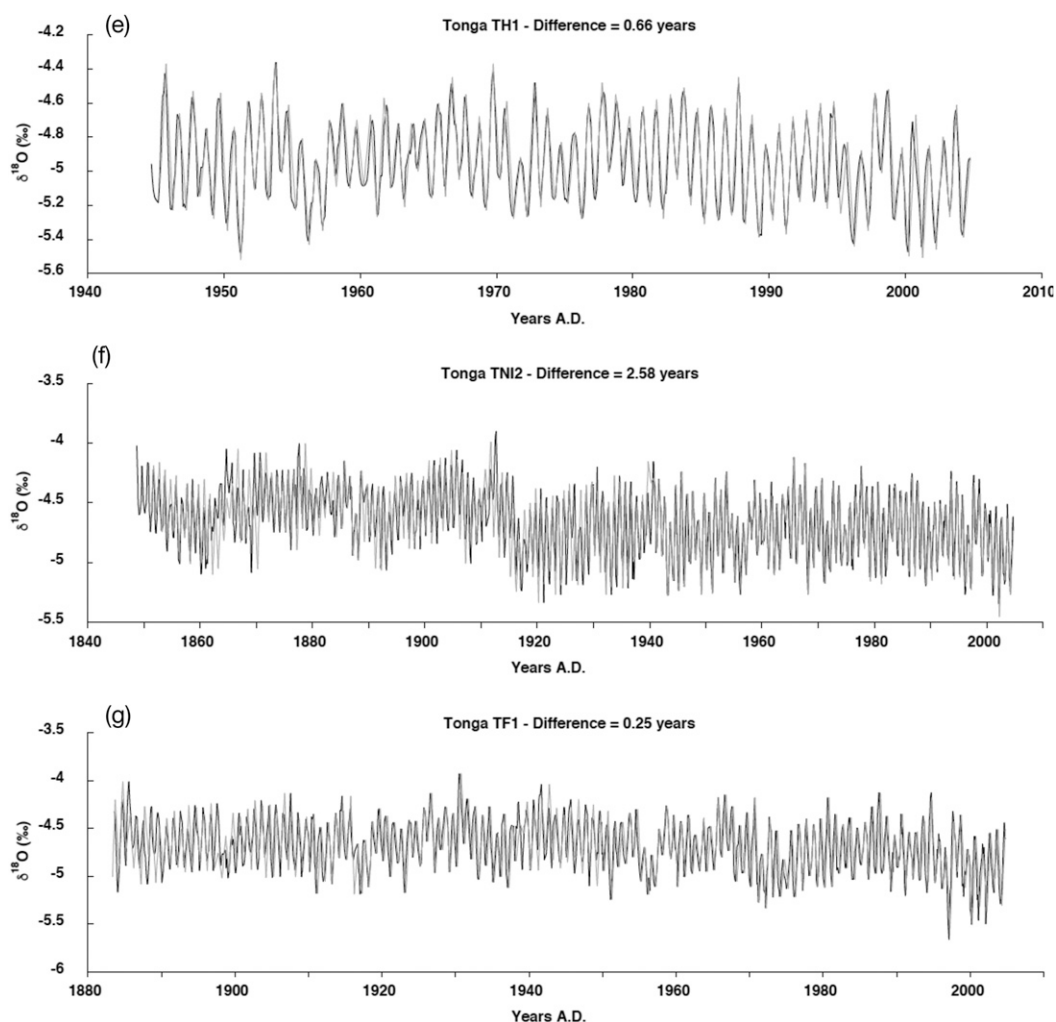 (e)
Tonga TH1 - Difference = 0.66 years
-4.2
-4.4
-4.6
-4.8
-5
-5.2
-5.4
-5.6
δ¹⁸O (‰)
1940 1950 1960 1970 1980 1990 2000 2010
Years A.D.
(f)
Tonga TNI2 - Difference = 2.58 years
-3.5
-4
-4.5
-5
-5.5
δ¹⁸O (‰)
1840 1860 1880 1900 1920 1940 1960 1980 2000
Years A.D.
(g)
Tonga TF1 - Difference = 0.25 years
-3.5
-4
-4.5
-5
-5.5
-6
δ¹⁸O (‰)
1880 1900 1920 1940 1960 1980 2000
Years A.D.